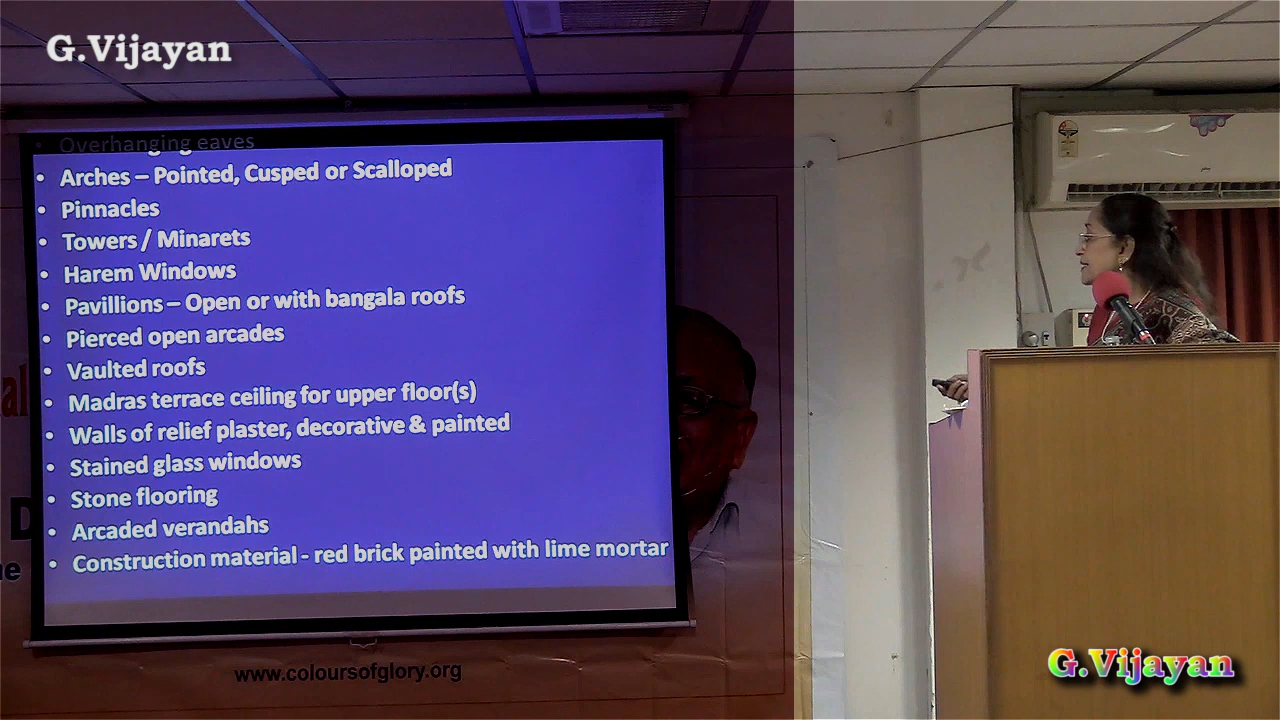 G.Vijayan
• Overhanging eaves
• Arches – Pointed, Cusped or Scalloped
• Pinnacles
• Towers / Minarets
• Harem Windows
• Pavillions – Open or with bangala roofs
• Pierced open arcades
• Vaulted roofs
• Madras terrace ceiling for upper floor(s)
• Walls of relief plaster, decorative & painted
• Stained glass windows
• Stone flooring
• Arcaded verandahs
• Construction material - red brick painted with lime mortar
www.coloursofglory.org
G.Vijayan